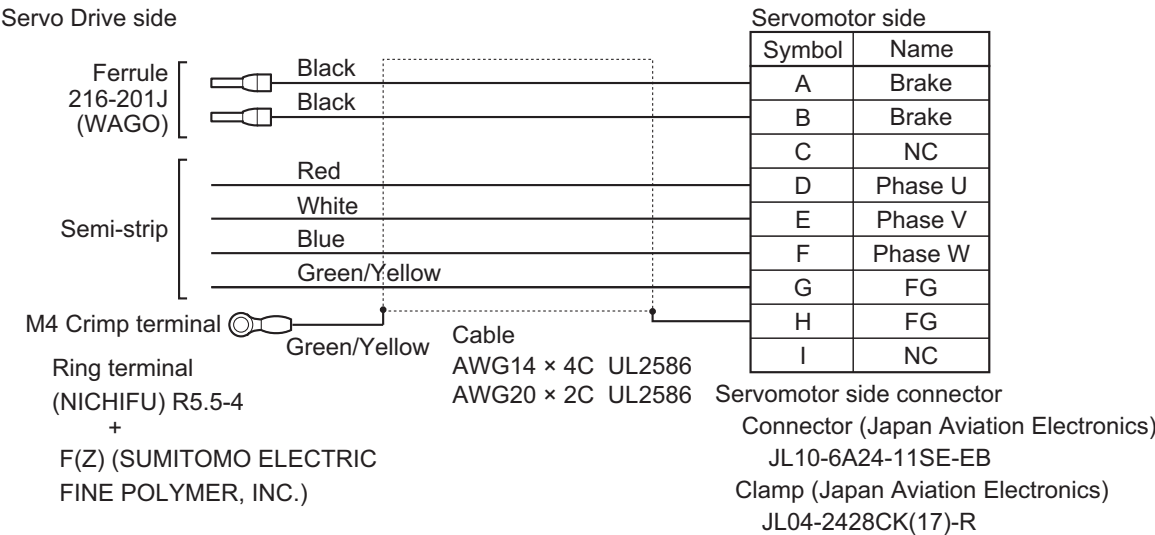 Servo Drive side
Servomotor side
Symbol Name
Ferrule
216-201J
(WAGO)
Black
A Brake
Black
B Brake
C NC
Semi-strip
Red
D Phase U
White
E Phase V
Blue
F Phase W
Green/Yellow
G FG
M4 Crimp terminal
Green/Yellow
H FG
I NC
Cable
AWG14 × 4C UL2586
AWG20 × 2C UL2586
Ring terminal
(NICHIFU) R5.5-4
+
F(Z) (SUMITOMO ELECTRIC
FINE POLYMER, INC.)
Servomotor side connector
Connector (Japan Aviation Electronics)
JL10-6A24-11SE-EB
Clamp (Japan Aviation Electronics)
JL04-2428CK(17)-R